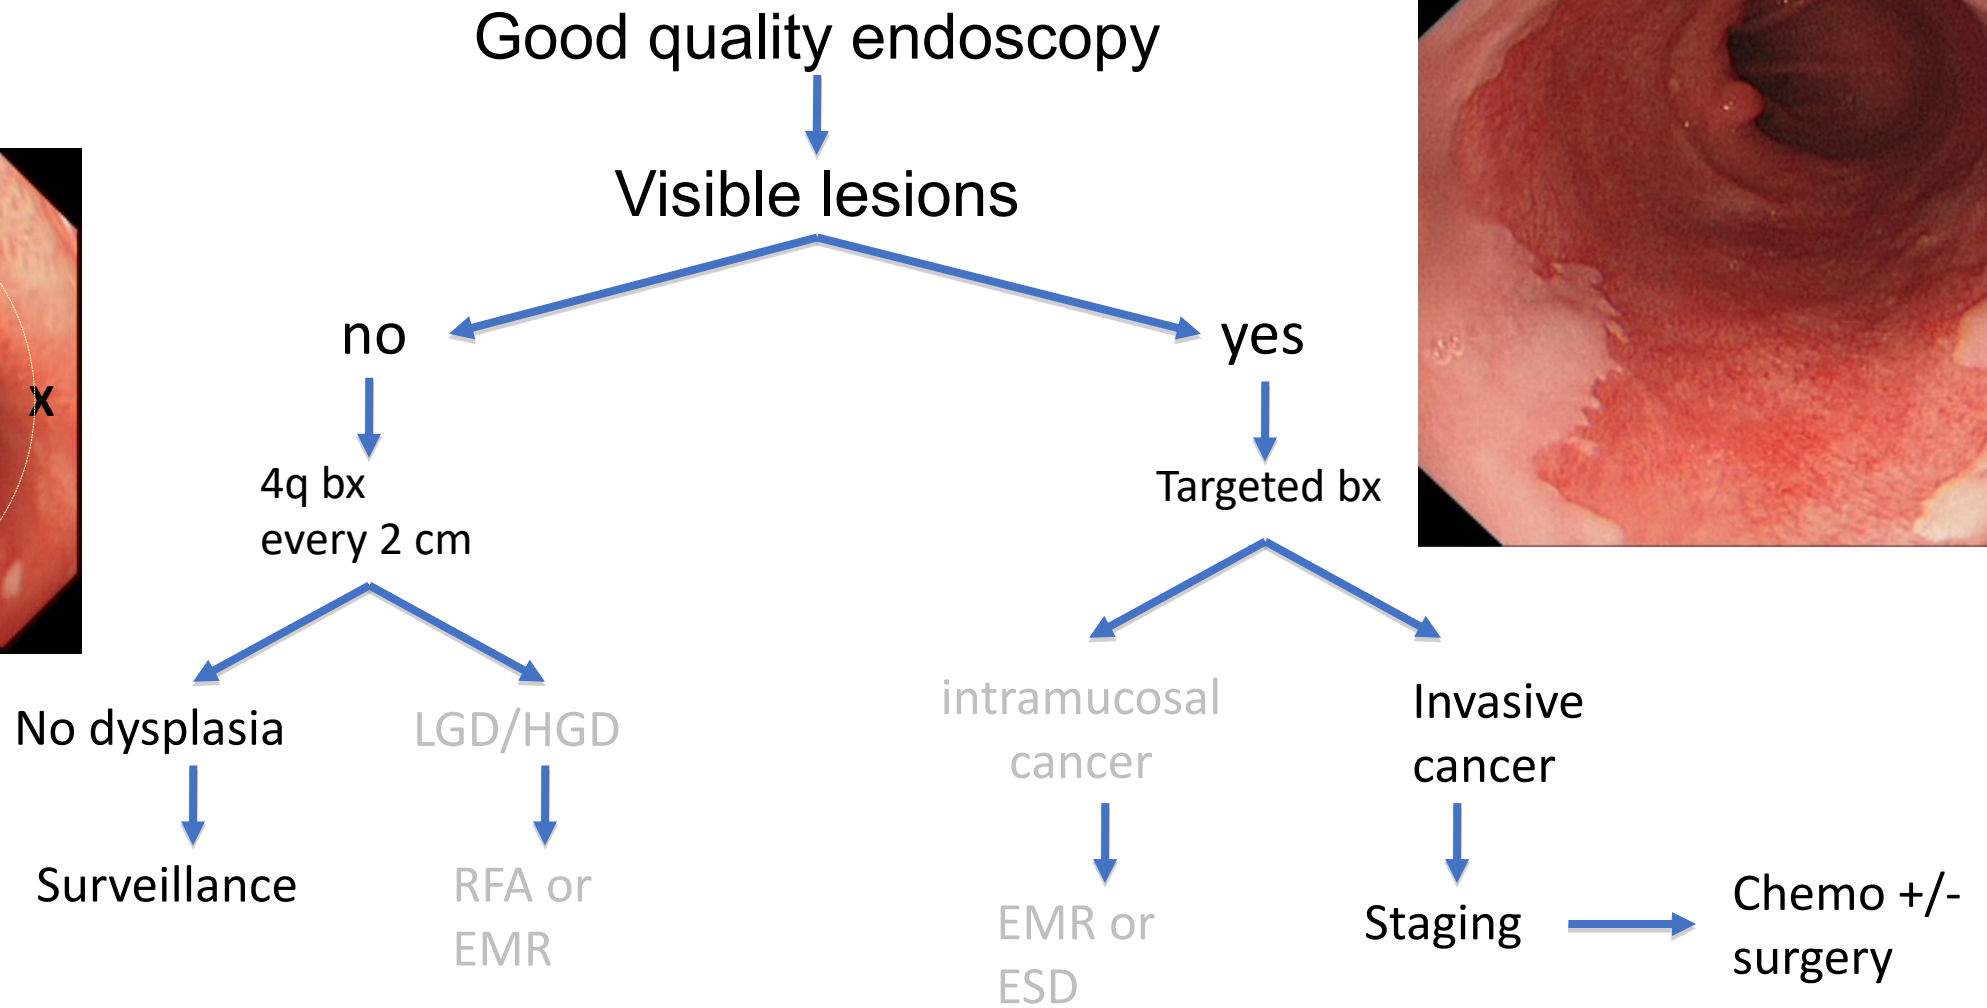 Good quality endoscopy
Visible lesions
no
yes
X
4q bx
every 2 cm
Targeted bx
No dysplasia
LGD/HGD
intramucosal
cancer
Invasive
cancer
Surveillance
RFA or
EMR
EMR or
ESD
Staging
Chemo +/-
surgery